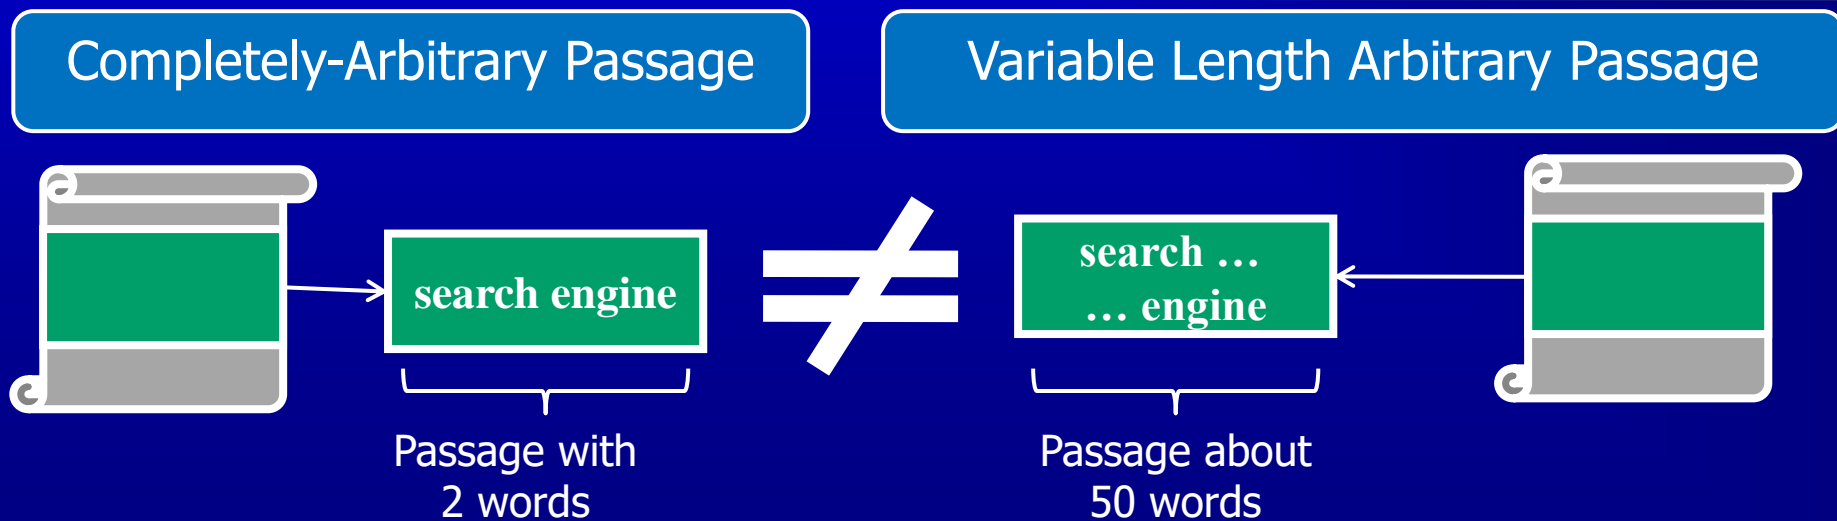 Completely-Arbitrary Passage
Variable Length Arbitrary Passage
search engine
search …
… engine
Passage with
2 words
Passage about
50 words